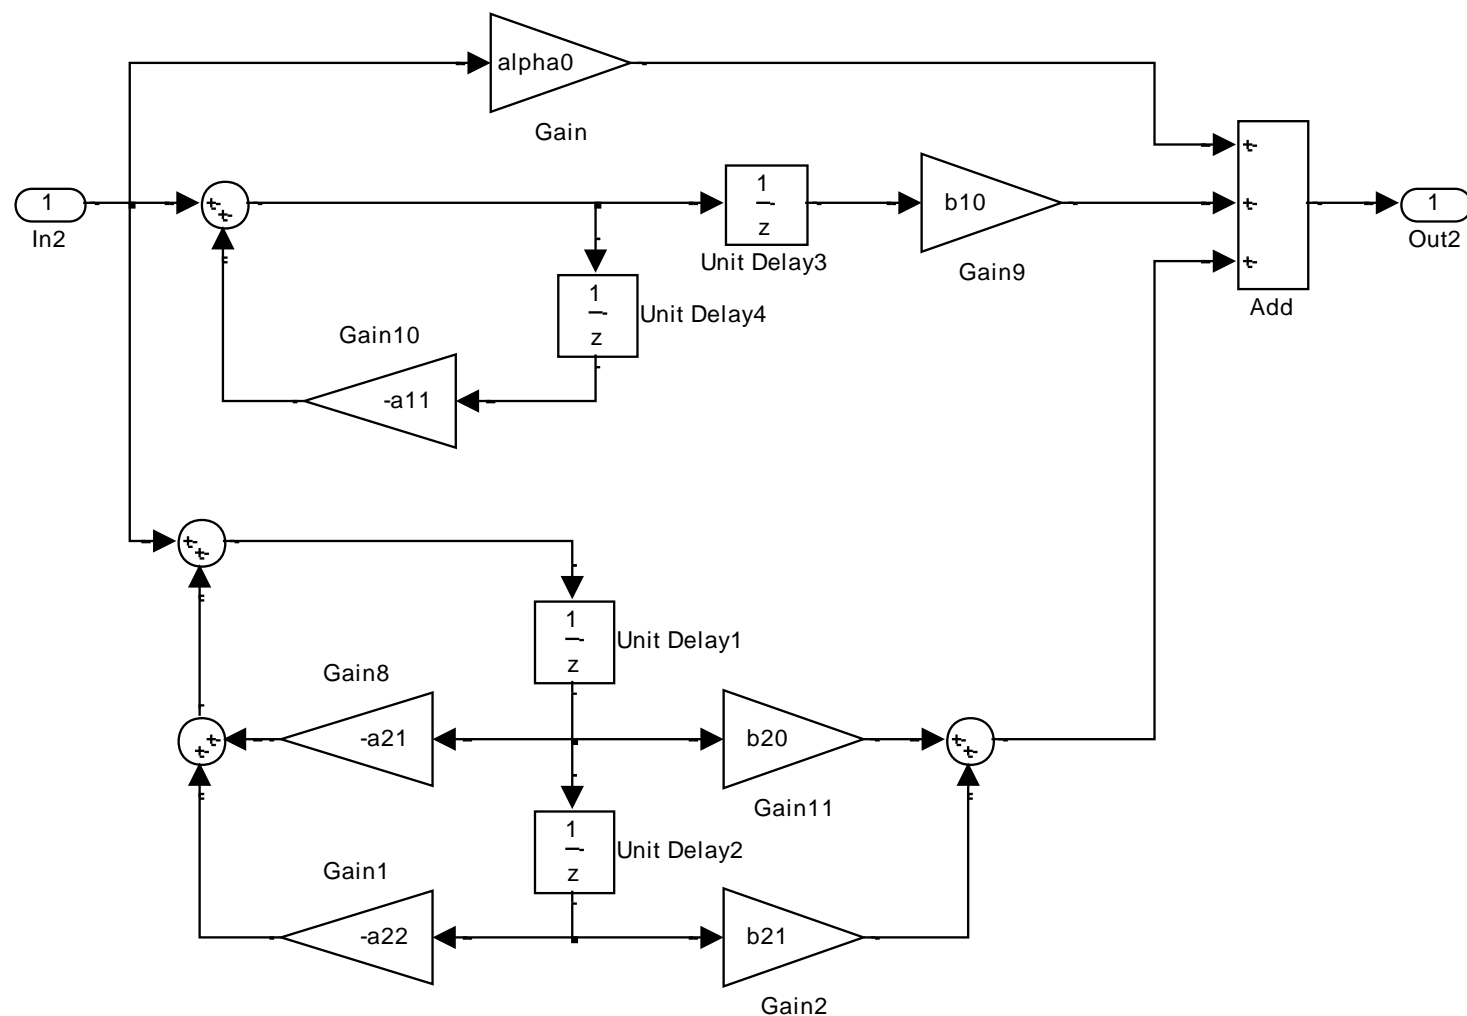 alpha0
Gain
1
In2
1
z
Unit Delay3
b10
Gain9
Add
1
Out2
1
z
Unit Delay4
Gain10
-a11
1
z
Unit Delay1
Gain8
-a21
b20
Gain11
1
z
Unit Delay2
Gain1
-a22
b21
Gain2